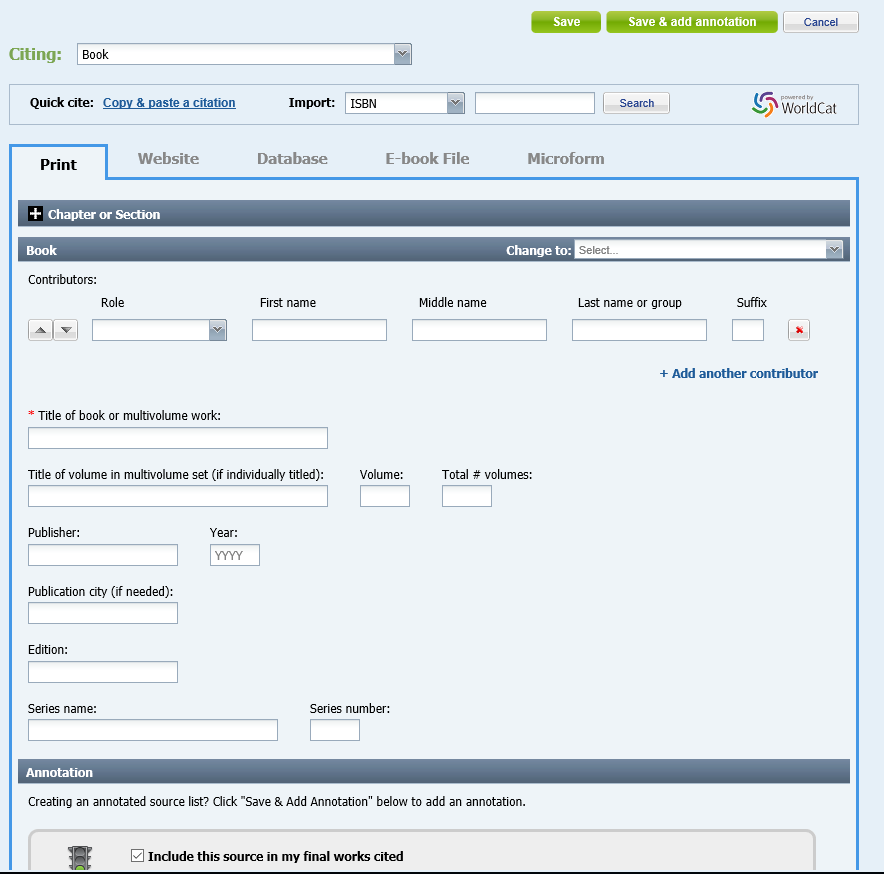 Save Save & add annotation Cancel
Citing: Book
Quick cite: Copy & paste a citation Import: ISBN Search powered by WorldCat
Print Website Database E-book File Microform
Chapter or Section
Book Change to: Select...
Contributors:
Role First name Middle name Last name or group Suffix
+ Add another contributor
* Title of book or multivolume work:
Title of volume in multivolume set (if individually titled): Volume: Total # volumes:
Publisher: Year:
YYYY
Publication city (if needed):
Edition:
Series name: Series number:
Annotation
Creating an annotated source list? Click "Save & Add Annotation" below to add an annotation.
Include this source in my final works cited